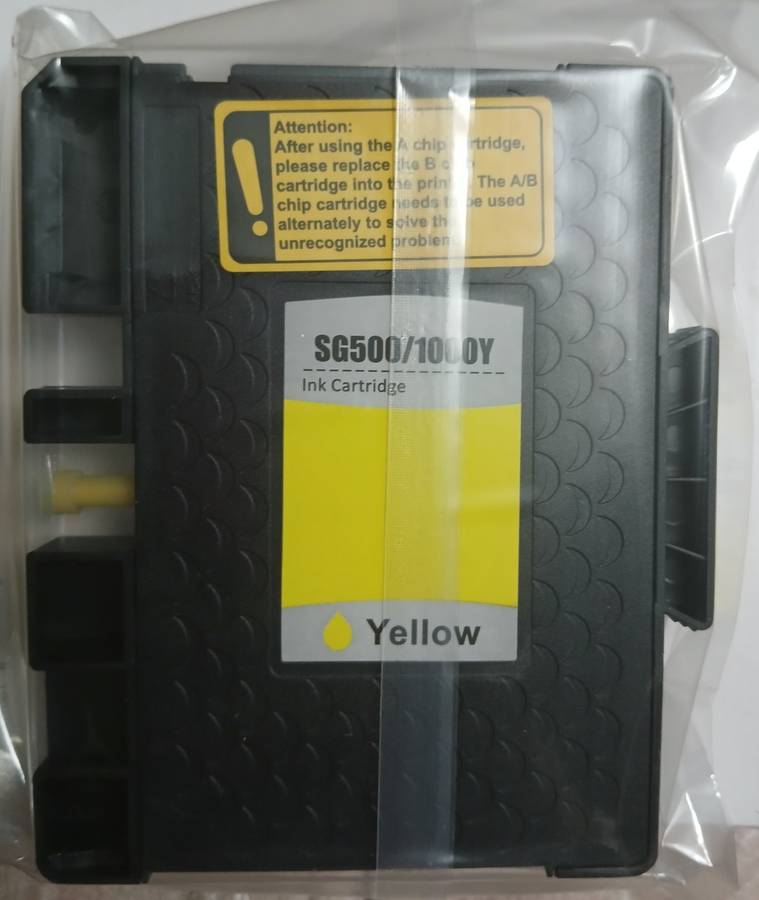 Attention:
After using the A chip cartridge,
please replace the B chip
cartridge into the printer. The A/B
chip cartridge needs to be used
alternately to solve the
unrecognized problem.
SG500/1000Y
Ink Cartridge
Yellow